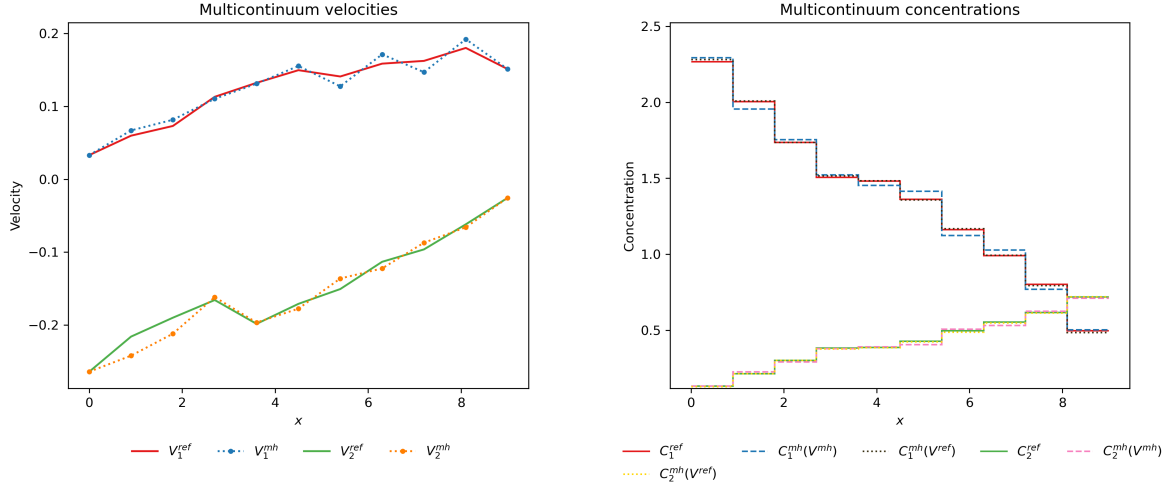 Multicontinuum velocities
0.2
0.1
0.0
−0.1
−0.2
Velocity
0 2 4 6 8
x
V_1^{ref} V_1^{mh} V_2^{ref} V_2^{mh}
Multicontinuum concentrations
2.5
2.0
1.5
1.0
0.5
Concentration
0 2 4 6 8
x
C_1^{ref} C_1^{mh}(V^{mh}) C_1^{mh}(V^{ref}) C_2^{ref} C_2^{mh}(V^{mh})
C_2^{mh}(V^{ref})